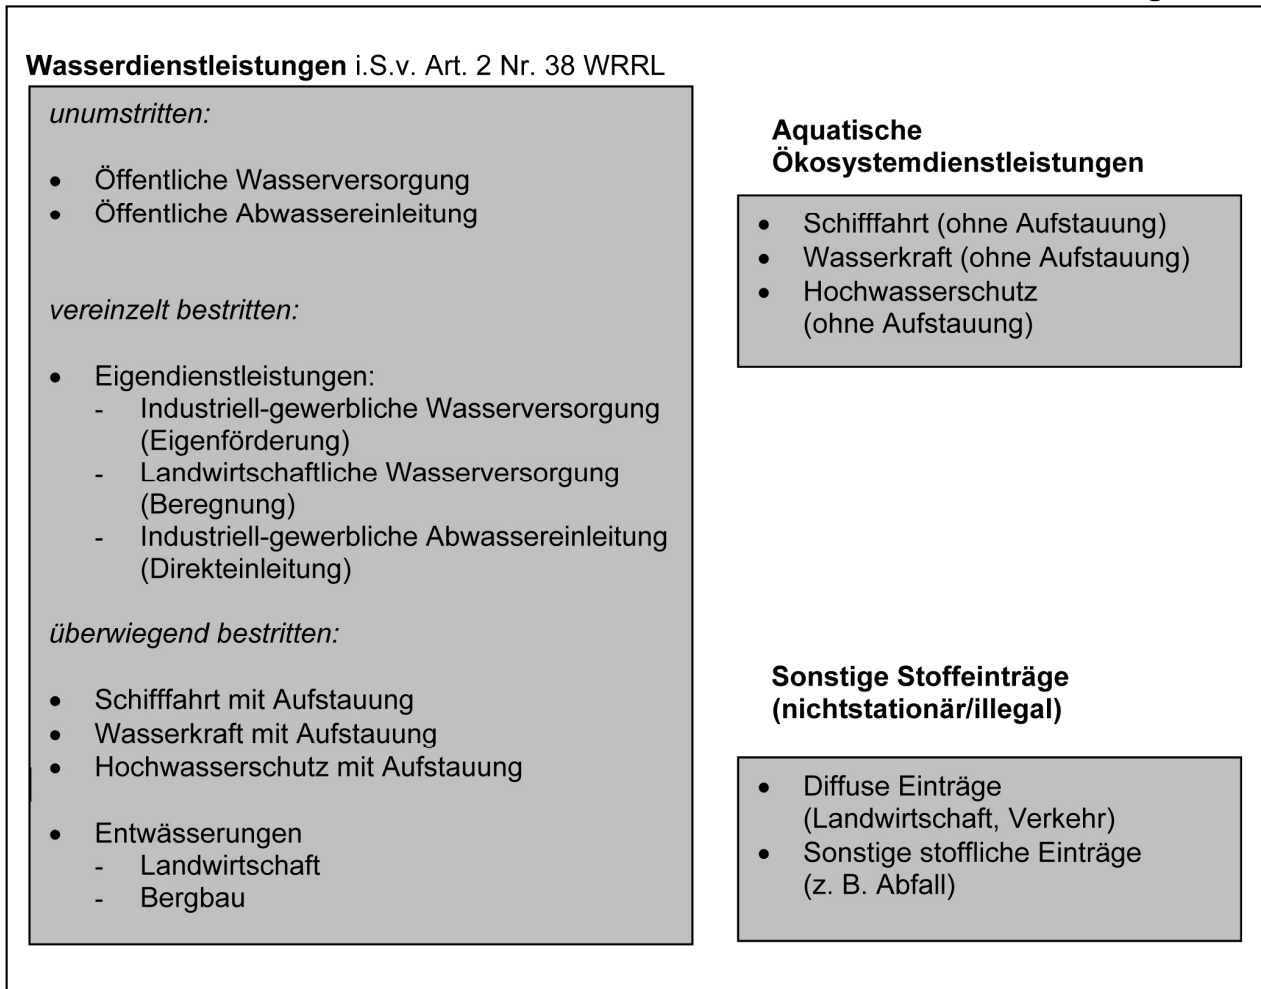 Wasserdienstleistungen i.S.v. Art. 2 Nr. 38 WRRL
unumstritten:
• Öffentliche Wasserversorgung
• Öffentliche Abwassereinleitung
vereinzelt bestritten:
• Eigendienstleistungen:
- Industriell-gewerbliche Wasserversorgung
(Eigenförderung)
- Landwirtschaftliche Wasserversorgung
(Beregnung)
- Industriell-gewerbliche Abwassereinleitung
(Direkteinleitung)
überwiegend bestritten:
• Schifffahrt mit Aufstauung
• Wasserkraft mit Aufstauung
• Hochwasserschutz mit Aufstauung
• Entwässerungen
- Landwirtschaft
- Bergbau
Aquatische
Ökosystemdienstleistungen
• Schifffahrt (ohne Aufstauung)
• Wasserkraft (ohne Aufstauung)
• Hochwasserschutz
(ohne Aufstauung)
Sonstige Stoffeinträge
(nichtstationär/illegal)
• Diffuse Einträge
(Landwirtschaft, Verkehr)
• Sonstige stoffliche Einträge
(z. B. Abfall)